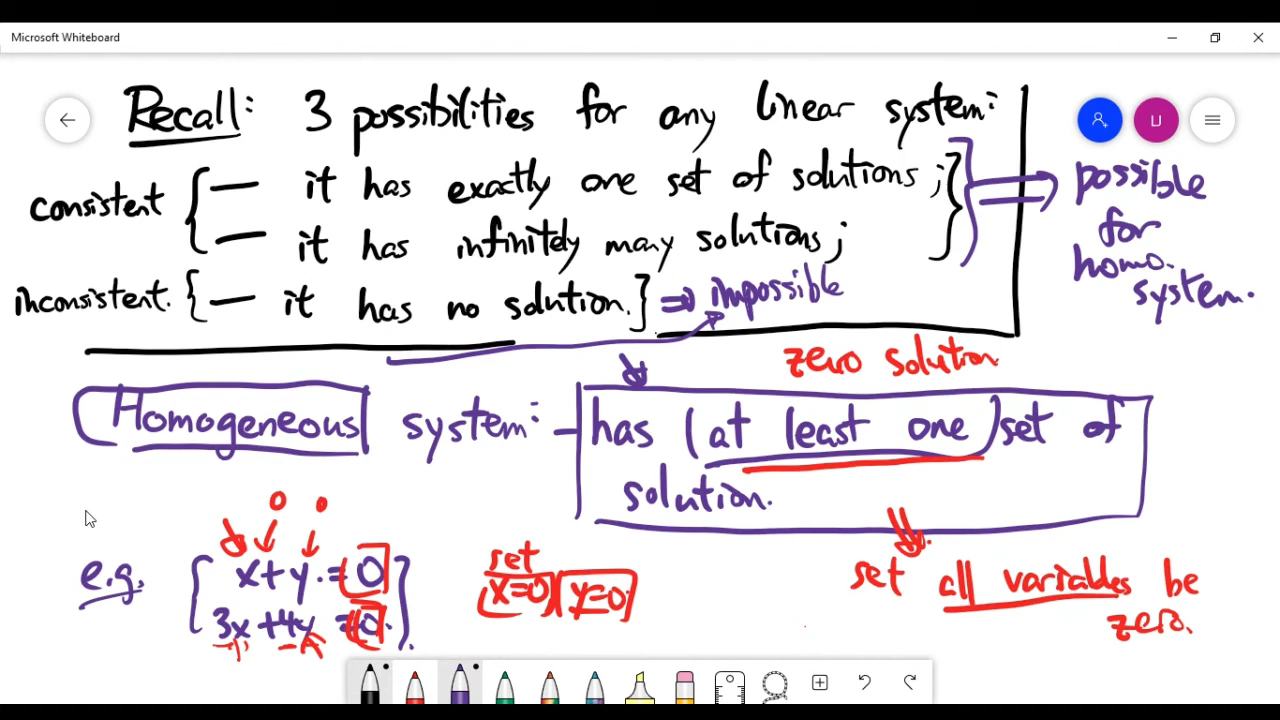 Microsoft Whiteboard
Recall: 3 possibilities for any linear system:
consistent { — it has exactly one set of solutions;
— it has infinitely many solutions; }
⇒ possible for homo. system.
inconsistent. { — it has no solution. ] ⇒ impossible
zero solution
Homogeneous system: - has (at least one) set of
solution.
0 0
e.g. { x+y = 0
3x+4y = 0. }
set
x=0 y=0
set all variables be
zero.
U